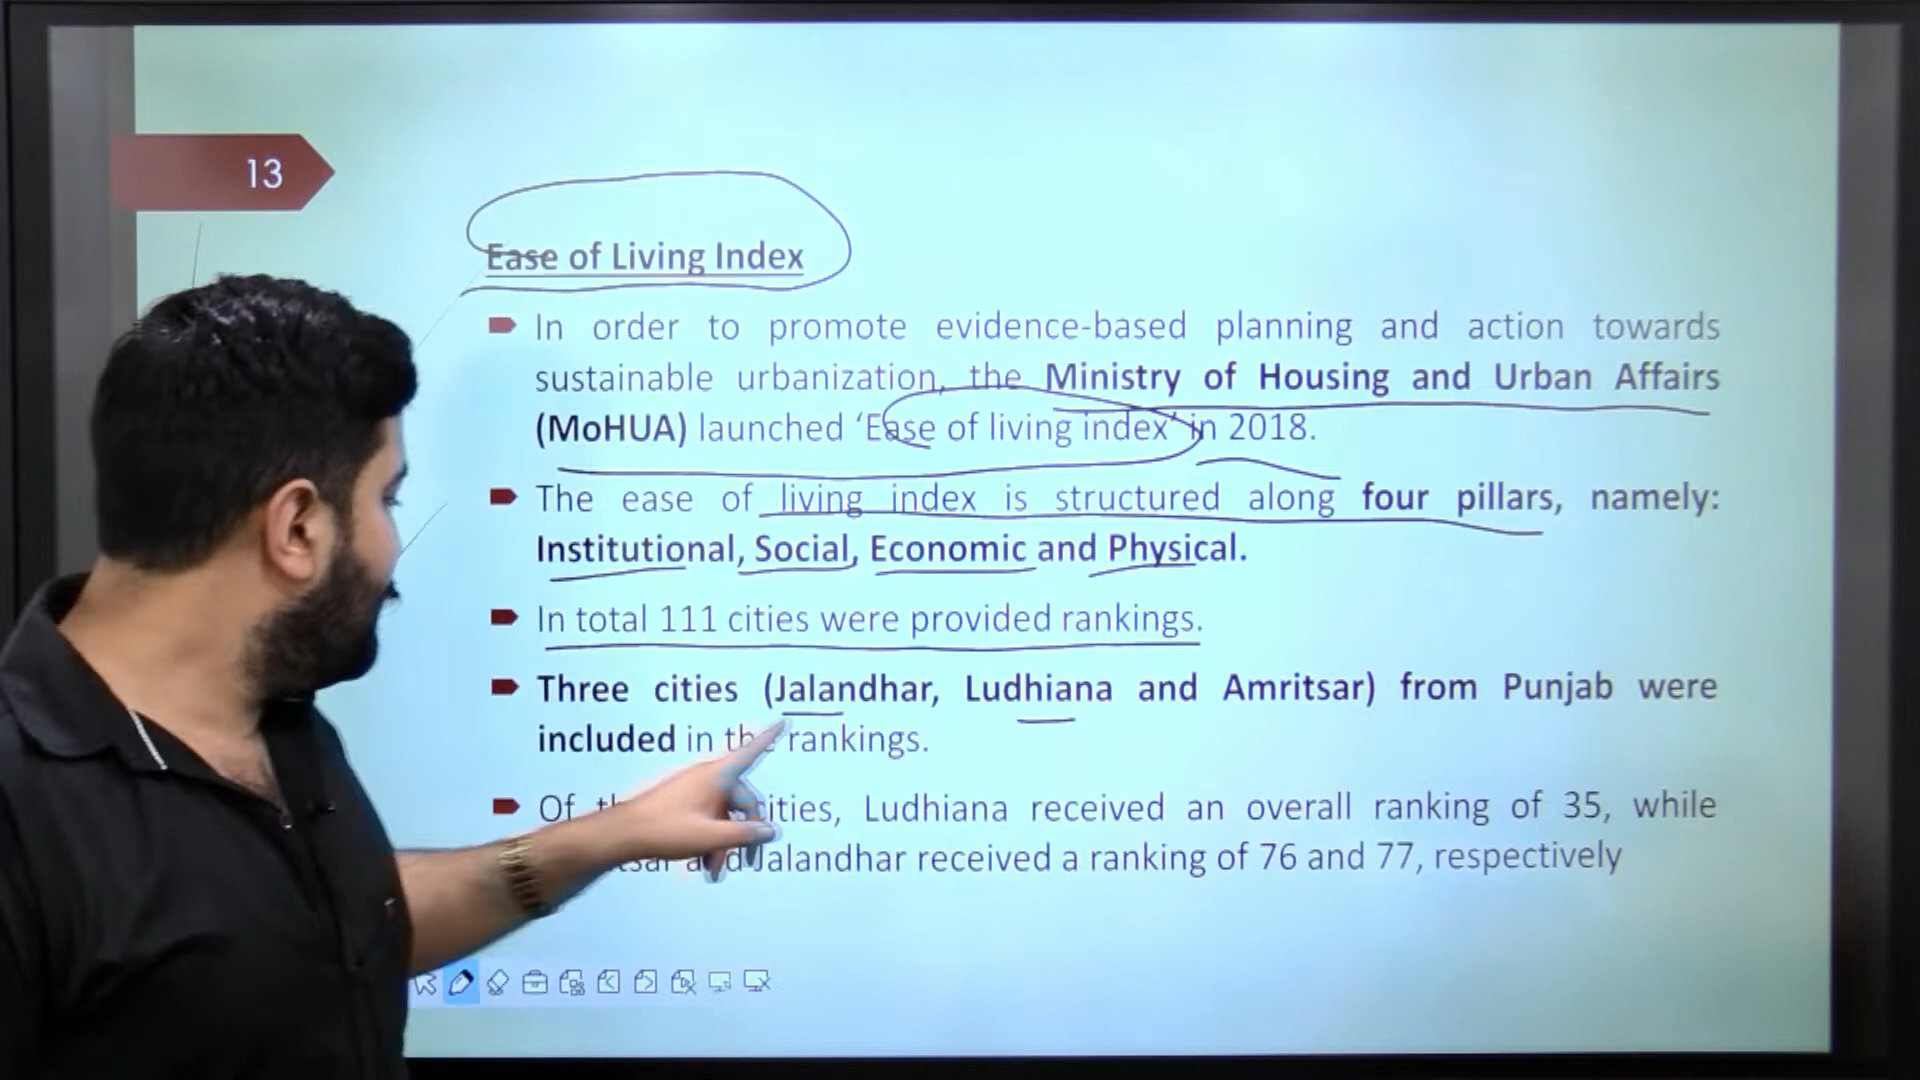 13
Ease of Living Index
In order to promote evidence-based planning and action towards
sustainable urbanization, the Ministry of Housing and Urban Affairs
(MoHUA) launched ‘Ease of living index’ in 2018.
The ease of living index is structured along four pillars, namely:
Institutional, Social, Economic and Physical.
In total 111 cities were provided rankings.
Three cities (Jalandhar, Ludhiana and Amritsar) from Punjab were
included in the rankings.
Of cities, Ludhiana received an overall ranking of 35, while
and Jalandhar received a ranking of 76 and 77, respectively